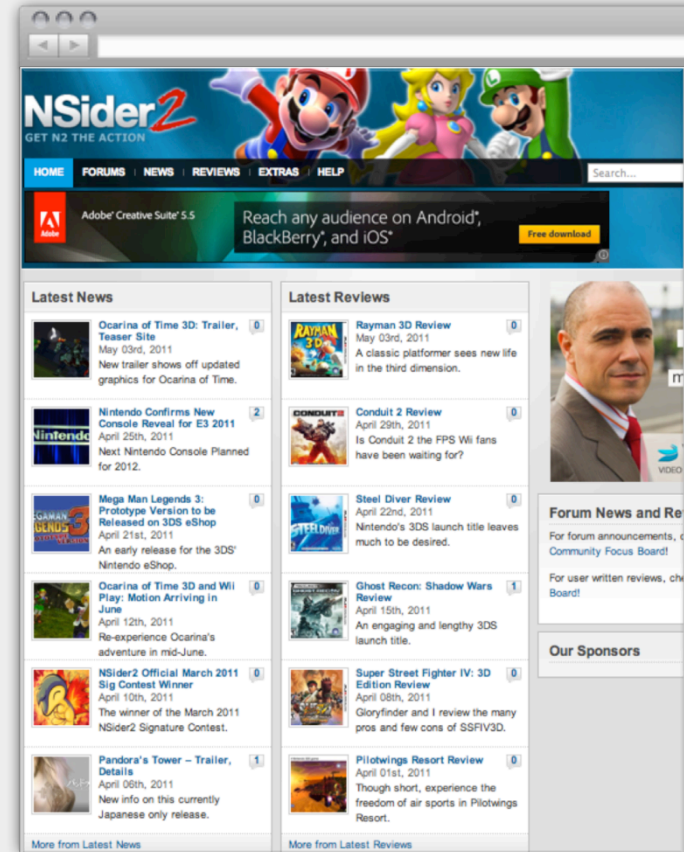 NSider2
GET N2 THE ACTION
HOME FORUMS NEWS REVIEWS EXTRAS HELP
Search...
Adobe
Adobe® Creative Suite® 5.5
Reach any audience on Android®,
BlackBerry®, and iOS®
Free download
Latest News
Ocarina of Time 3D: Trailer,
Teaser Site
0
May 03rd, 2011
New trailer shows off updated
graphics for Ocarina of Time.
Nintendo
Nintendo Confirms New
Console Reveal for E3 2011
2
April 25th, 2011
Next Nintendo Console Planned
for 2012.
Mega Man Legends 3:
Prototype Version to be
Released on 3DS eShop
0
April 21st, 2011
An early release for the 3DS'
Nintendo eShop.
Ocarina of Time 3D and Wii
Play: Motion Arriving in
June
0
April 12th, 2011
Re-experience Ocarina's
adventure in mid-June.
NSider2 Official March 2011
Sig Contest Winner
0
April 10th, 2011
The winner of the March 2011
NSider2 Signature Contest.
Pandora's Tower – Trailer,
Details
1
April 06th, 2011
New info on this currently
Japanese only release.
More from Latest News
Latest Reviews
RAYMAN
3D
Rayman 3D Review
0
May 03rd, 2011
A classic platformer sees new life
in the third dimension.
CONDUIT2
Conduit 2 Review
0
April 29th, 2011
Is Conduit 2 the FPS Wii fans
have been waiting for?
STEELDIVER
Steel Diver Review
0
April 22nd, 2011
Nintendo's 3DS launch title leaves
much to be desired.
Ghost Recon: Shadow Wars
Review
1
April 15th, 2011
An engaging and lengthy 3DS
launch title.
Super Street Fighter IV: 3D
Edition Review
0
April 08th, 2011
Gloryfinder and I review the many
pros and few cons of SSFIV3D.
Pilotwings Resort Review
0
April 01st, 2011
Though short, experience the
freedom of air sports in Pilotwings
Resort.
More from Latest Reviews
m
VIDEO
Forum News and Re
For forum announcements, c
Community Focus Board!
For user written reviews, che
Board!
Our Sponsors